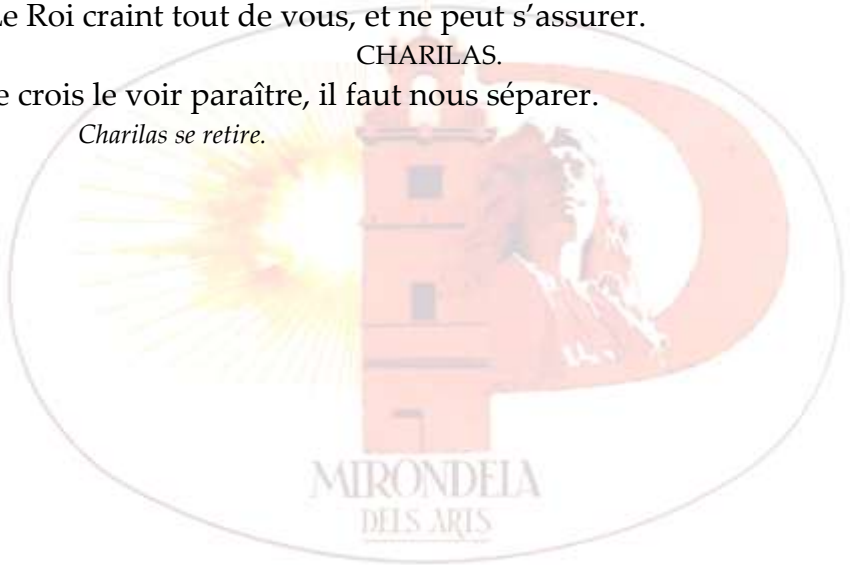 Le Roi craint tout de vous, et ne peut s’assurer.
CHARILAS.
e crois le voir paraître, il faut nous séparer.
Charilas se retire.
MIRONDELA
DELS ARTS